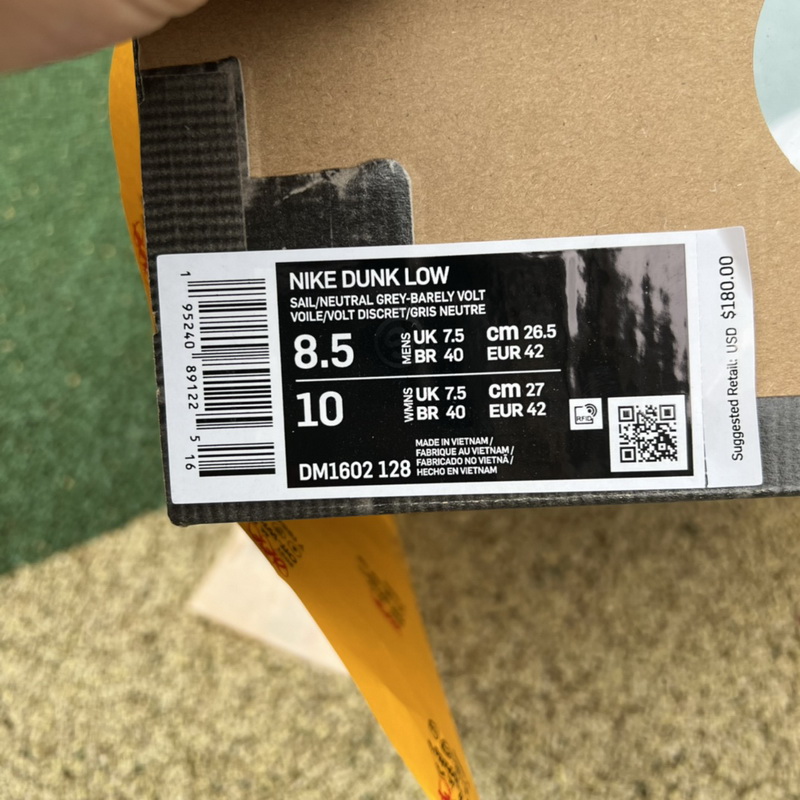 NIKE DUNK LOW
SAIL/NEUTRAL GREY-BARELY VOLT
VOILE/VOLT DISCRET/GRIS NEUTRE
8.5 MENS UK 7.5 cm 26.5
BR 40 EUR 42
10 WMNS UK 7.5 cm 27
BR 40 EUR 42
RFID
DM1602 128
MADE IN VIETNAM /
FABRIQUE AU VIETNAM /
FABRICADO NO VIETNÃ /
HECHO EN VIETNAM
1 95240 89122 5 16
Suggested Retail: USD $180.00